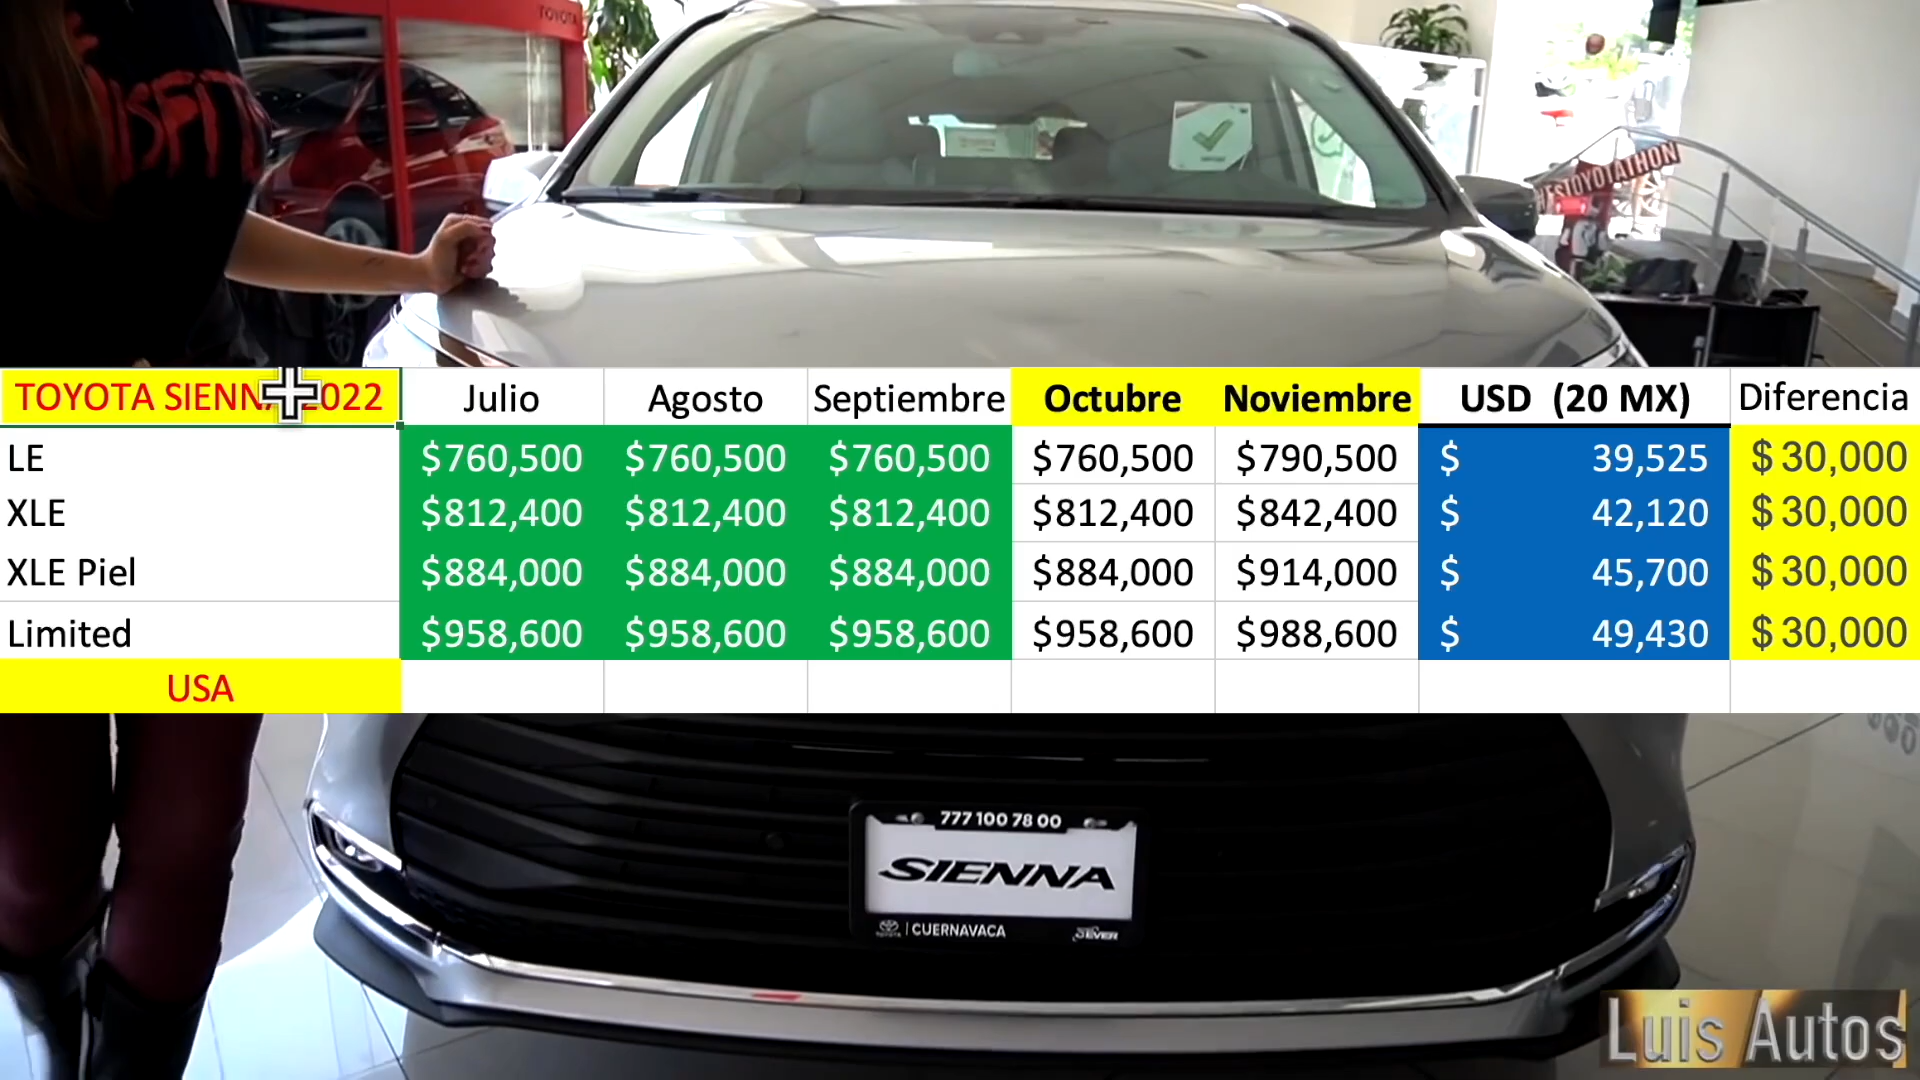 TOYOTA
MISFITS
TOYOTATHON
TOYOTA SIENNA 2022 Julio Agosto Septiembre Octubre Noviembre USD (20 MX) Diferencia
LE $760,500 $760,500 $760,500 $760,500 $790,500 $ 39,525 $ 30,000
XLE $812,400 $812,400 $812,400 $812,400 $842,400 $ 42,120 $ 30,000
XLE Piel $884,000 $884,000 $884,000 $884,000 $914,000 $ 45,700 $ 30,000
Limited $958,600 $958,600 $958,600 $958,600 $988,600 $ 49,430 $ 30,000
USA
777 100 78 00
SIENNA
CUERNAVACA
Luis Autos